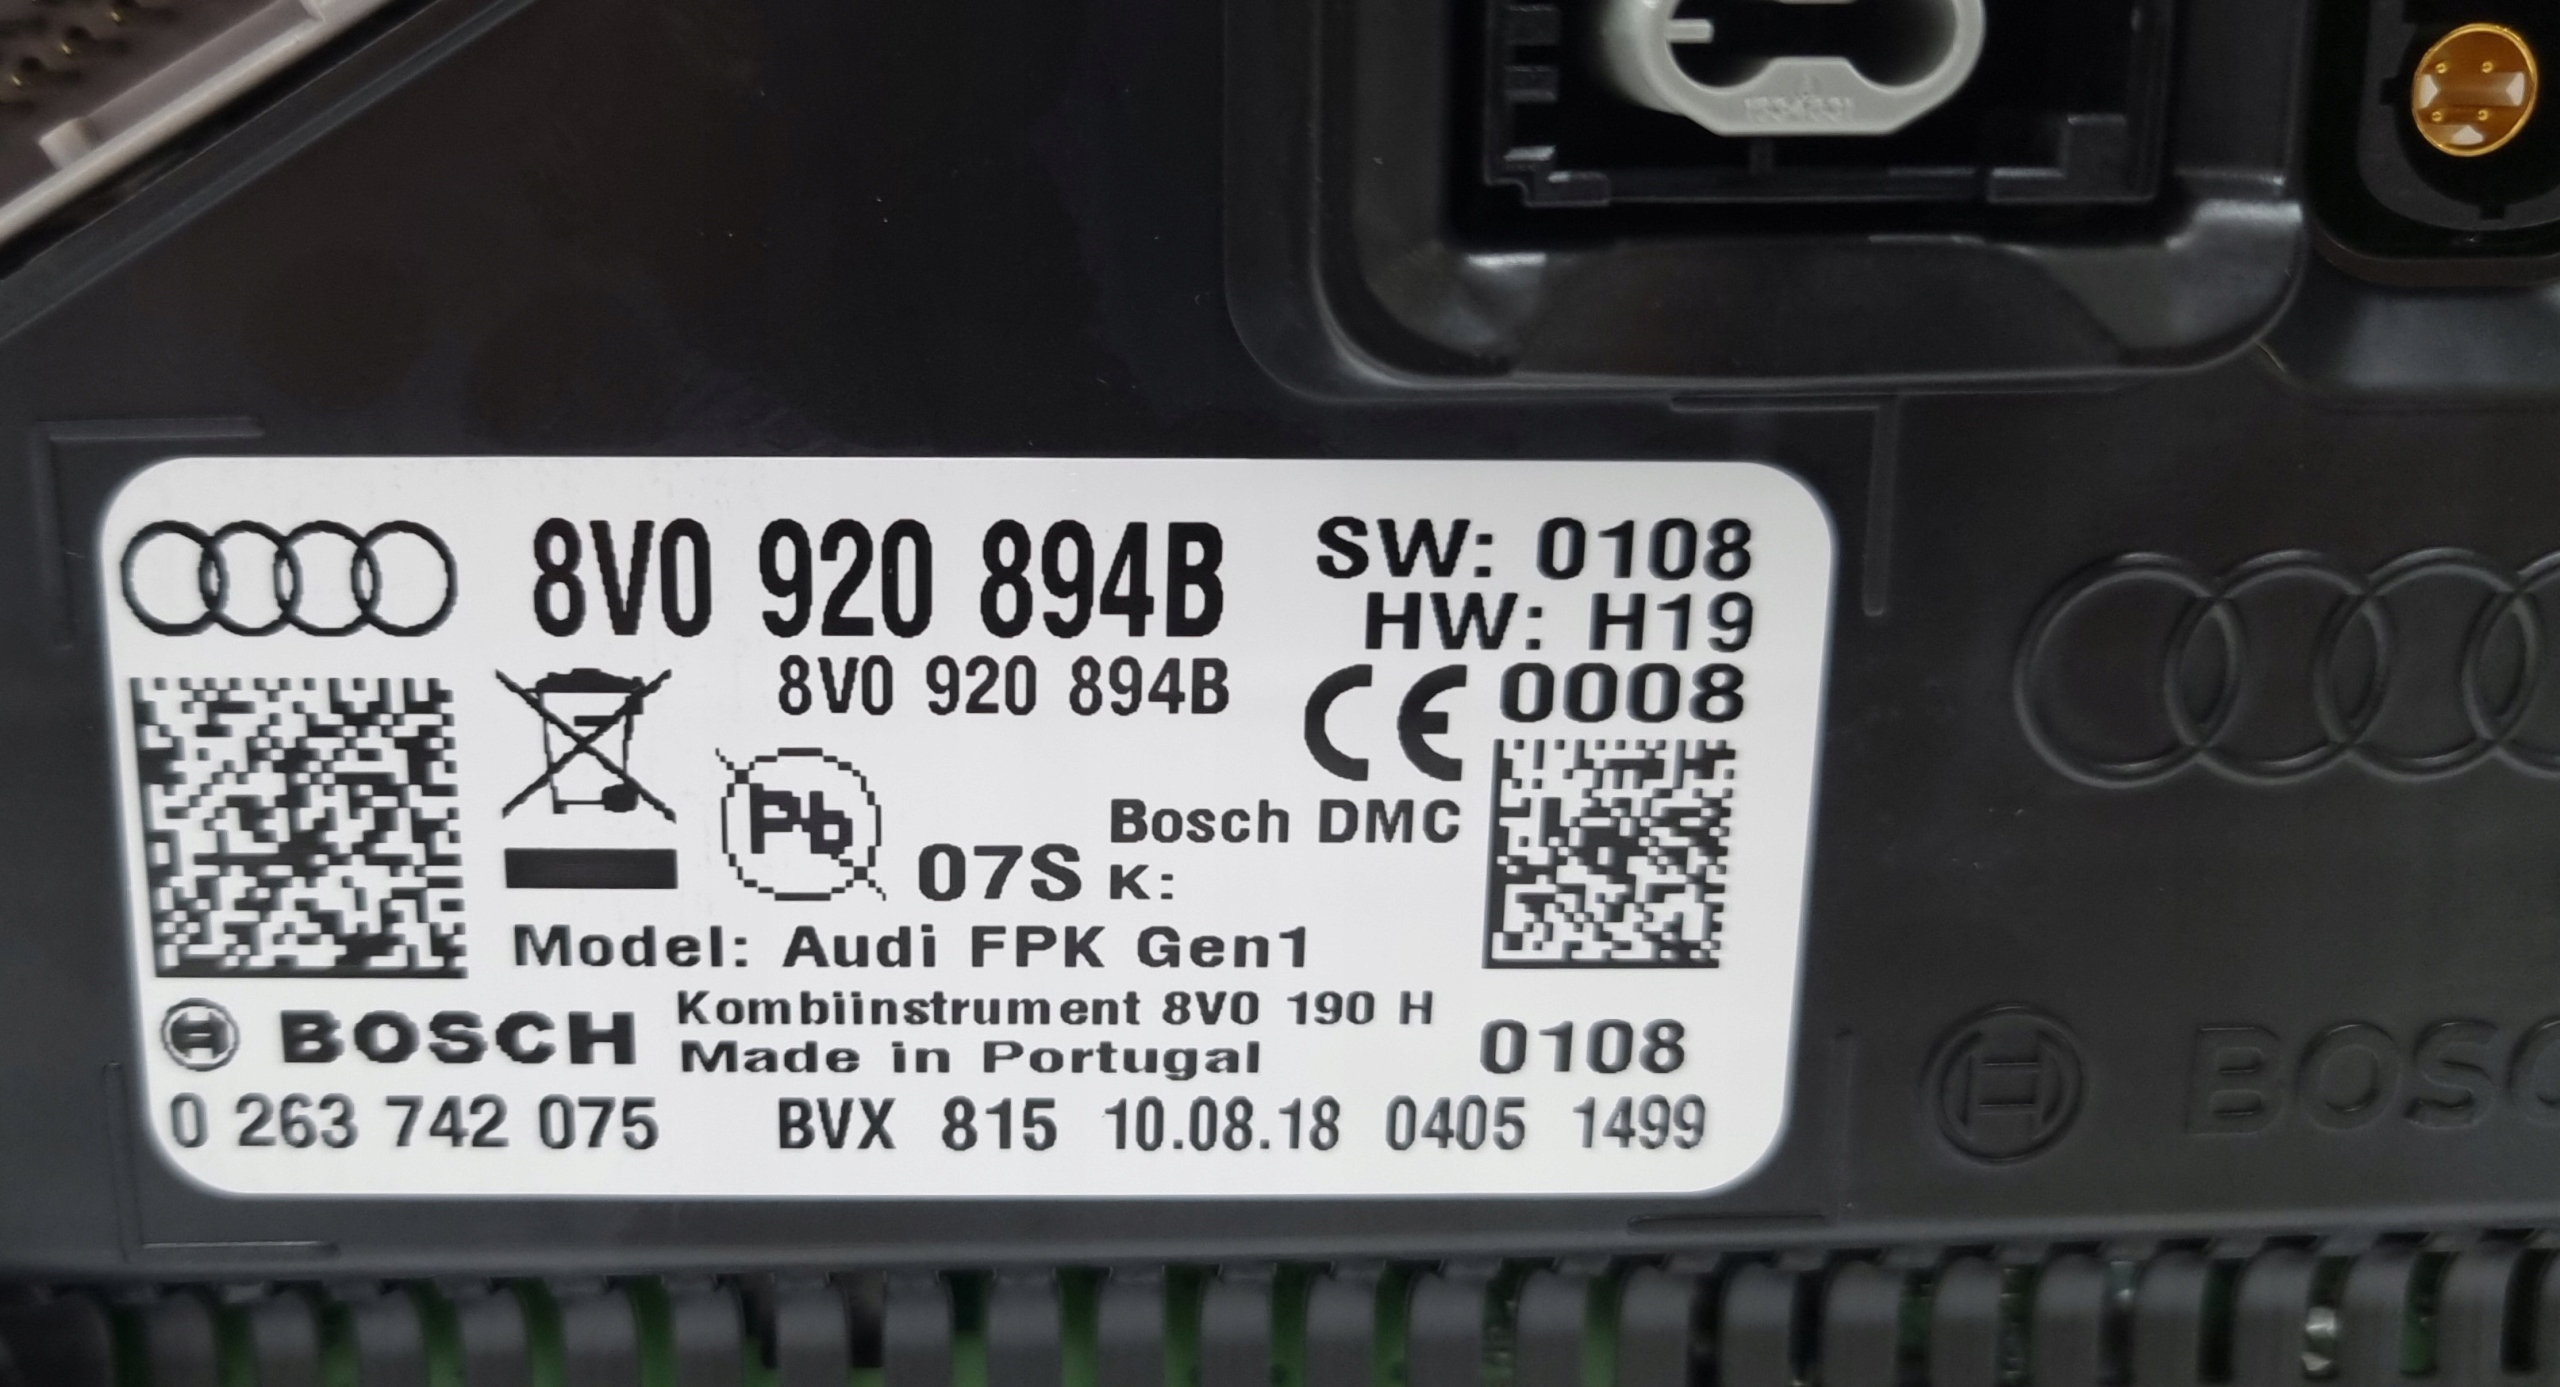 8V0 920 894B
SW: 0108
HW: H19
8V0 920 894B
CE 0008
Pb
07S
Bosch DMC
K:
Model: Audi FPK Gen1
BOSCH
Kombiinstrument 8V0 190 H
Made in Portugal
0108
0 263 742 075 BVX 815 10.08.18 0405 1499
BOSC